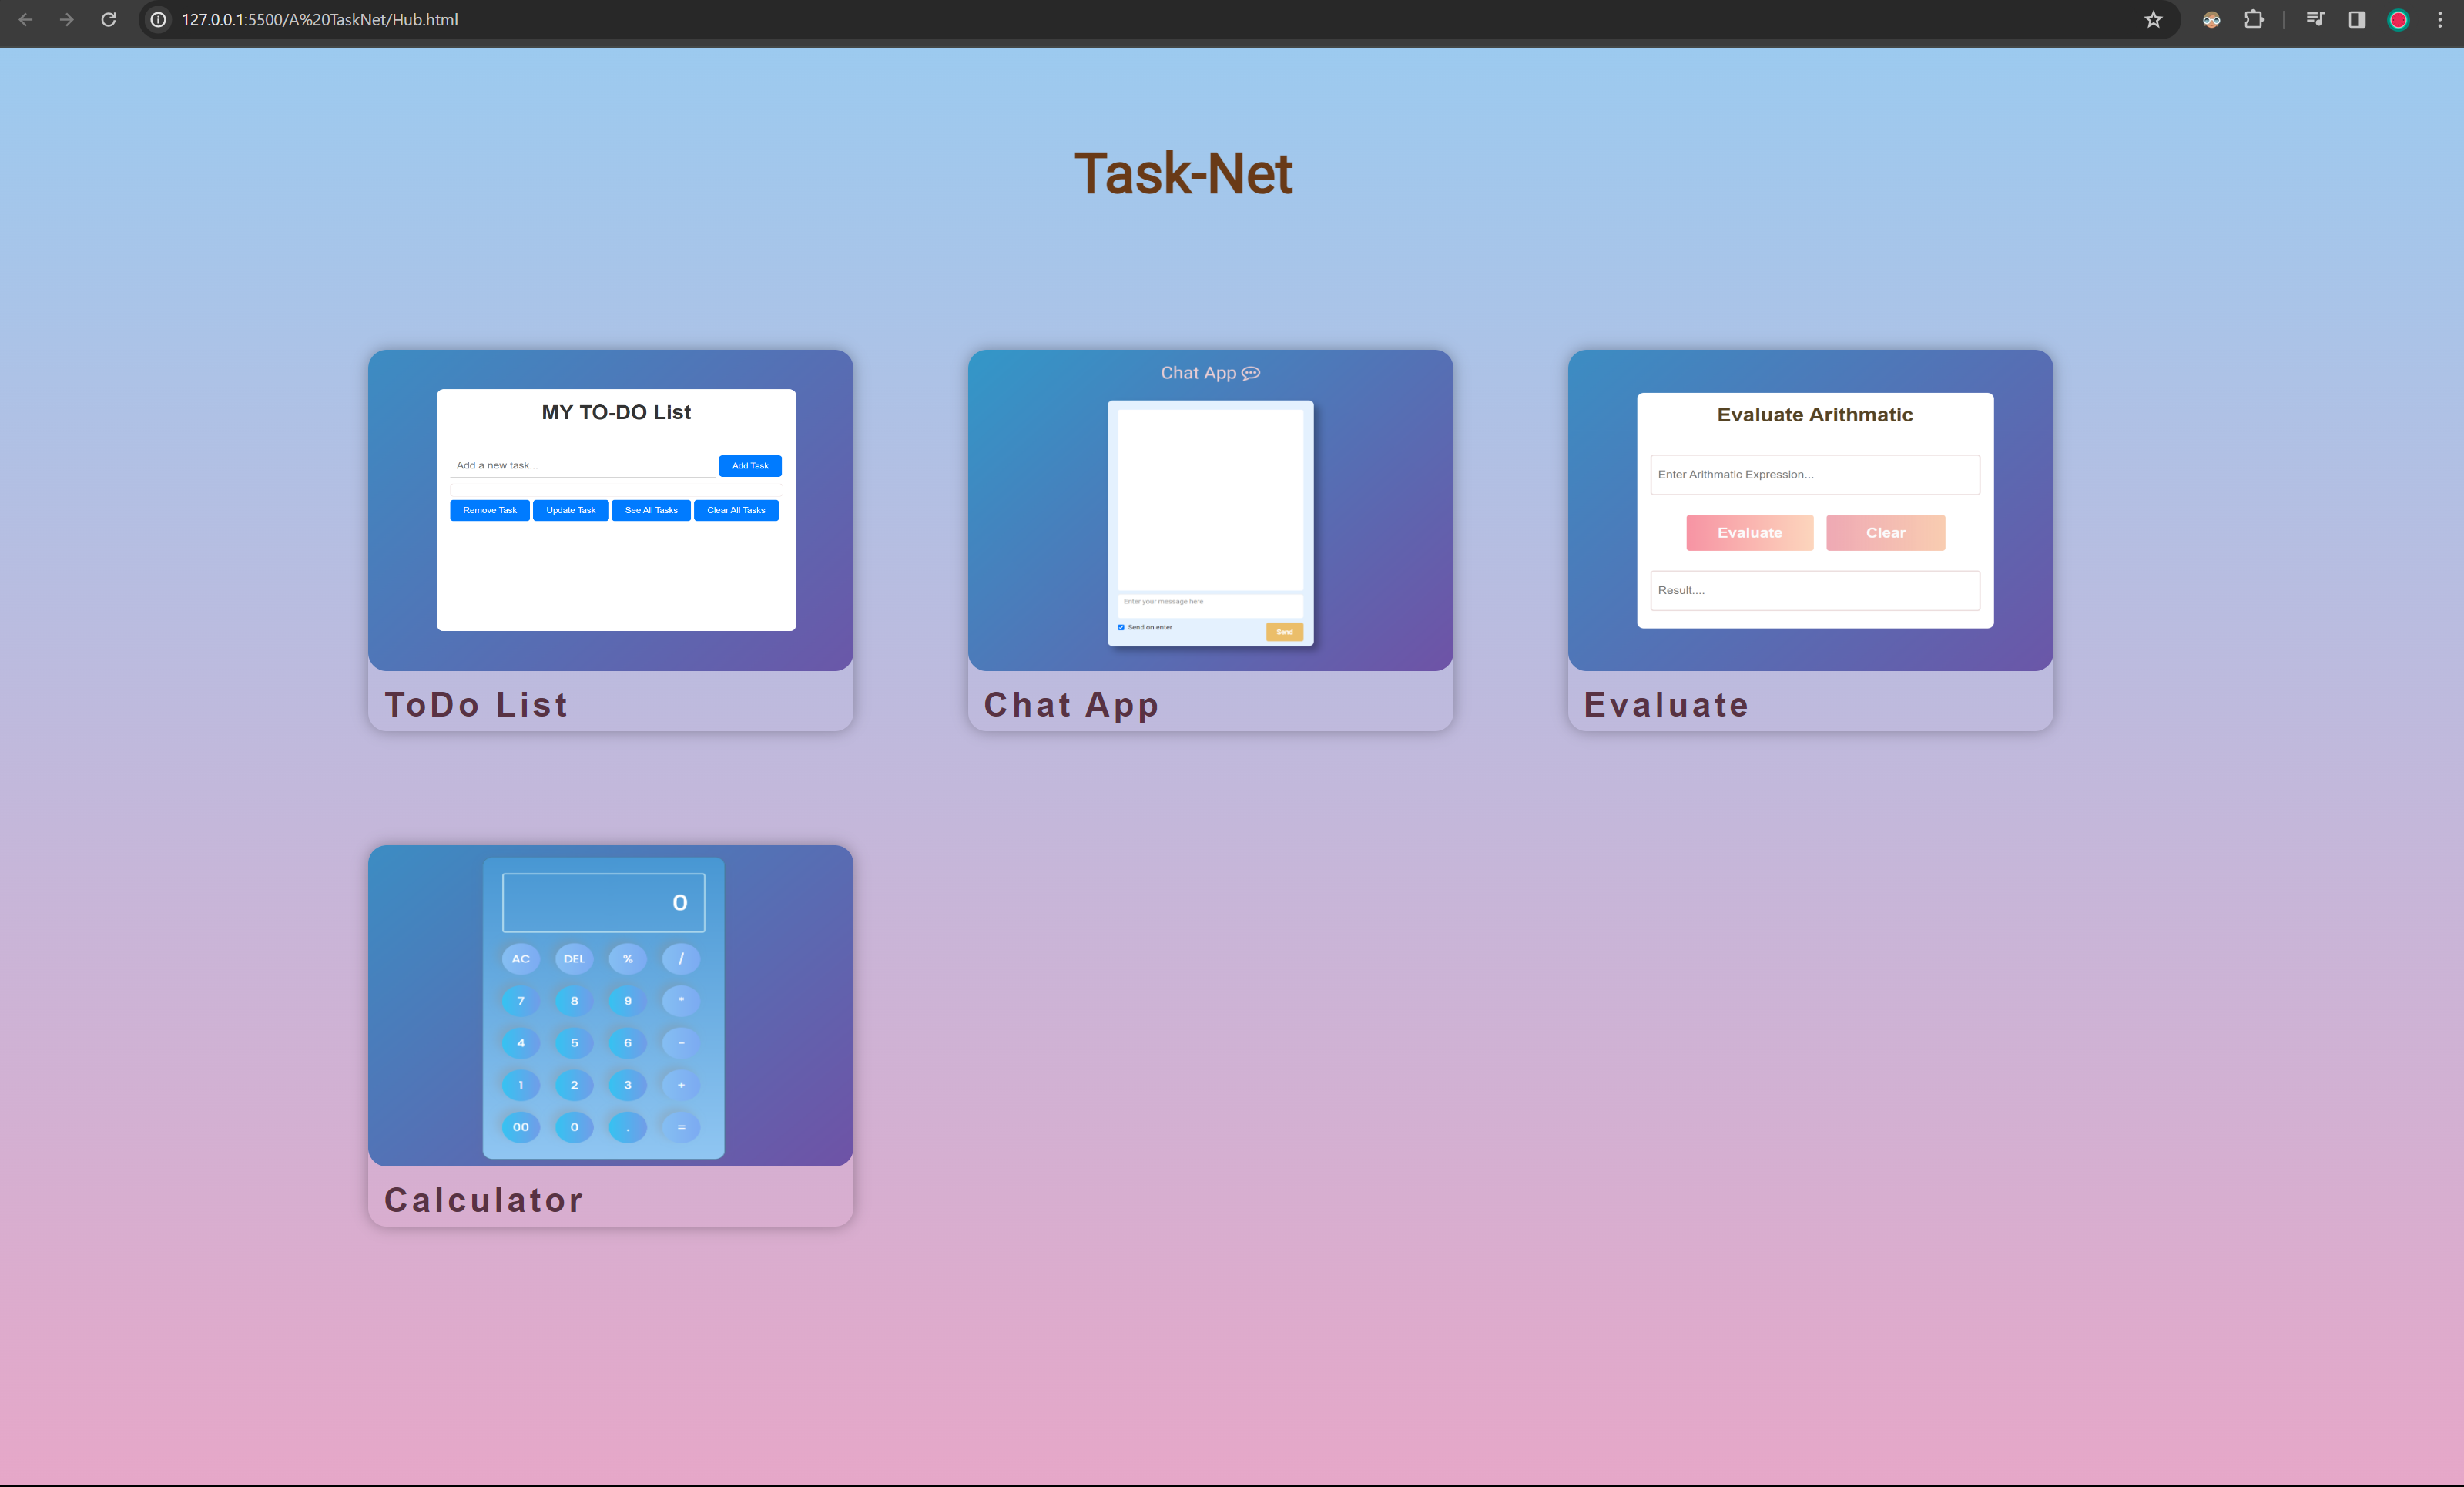 127.0.0.1:5500/A%20TaskNet/Hub.html
Task-Net
MY TO-DO List
Add a new task...
Add Task
Remove Task
Update Task
See All Tasks
Clear All Tasks
ToDo List
Chat App
Enter your message here
Send on enter
Send
Chat App
Evaluate Arithmatic
Enter Arithmatic Expression...
Evaluate
Clear
Result....
Evaluate
0
AC DEL % /
7 8 9 *
4 5 6 -
1 2 3 +
00 0 . =
Calculator